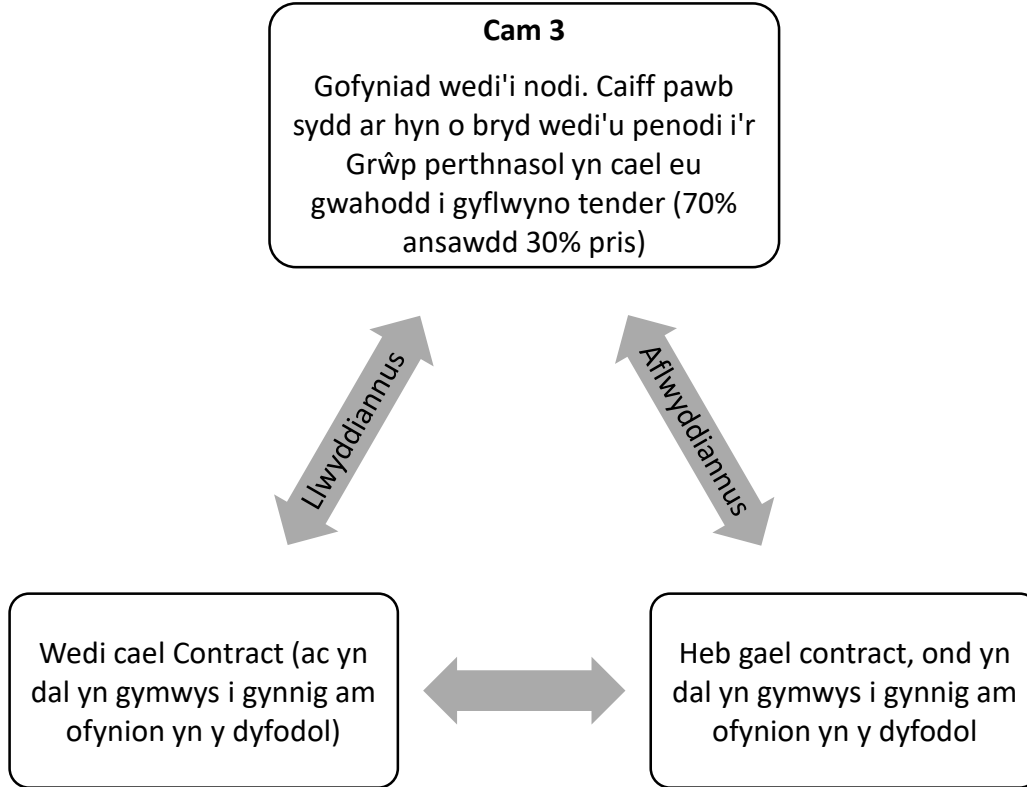 Cam 3
Gofyniad wedi'i nodi. Caiff pawb
sydd ar hyn o bryd wedi'u penodi i'r
Grŵp perthnasol yn cael eu
gwahodd i gyflwyno tender (70%
ansawdd 30% pris)
Llwyddiannus
Aflwyddiannus
Wedi cael Contract (ac yn
dal yn gymwys i gynnig am
ofynion yn y dyfodol)
Heb gael contract, ond yn
dal yn gymwys i gynnig am
ofynion yn y dyfodol